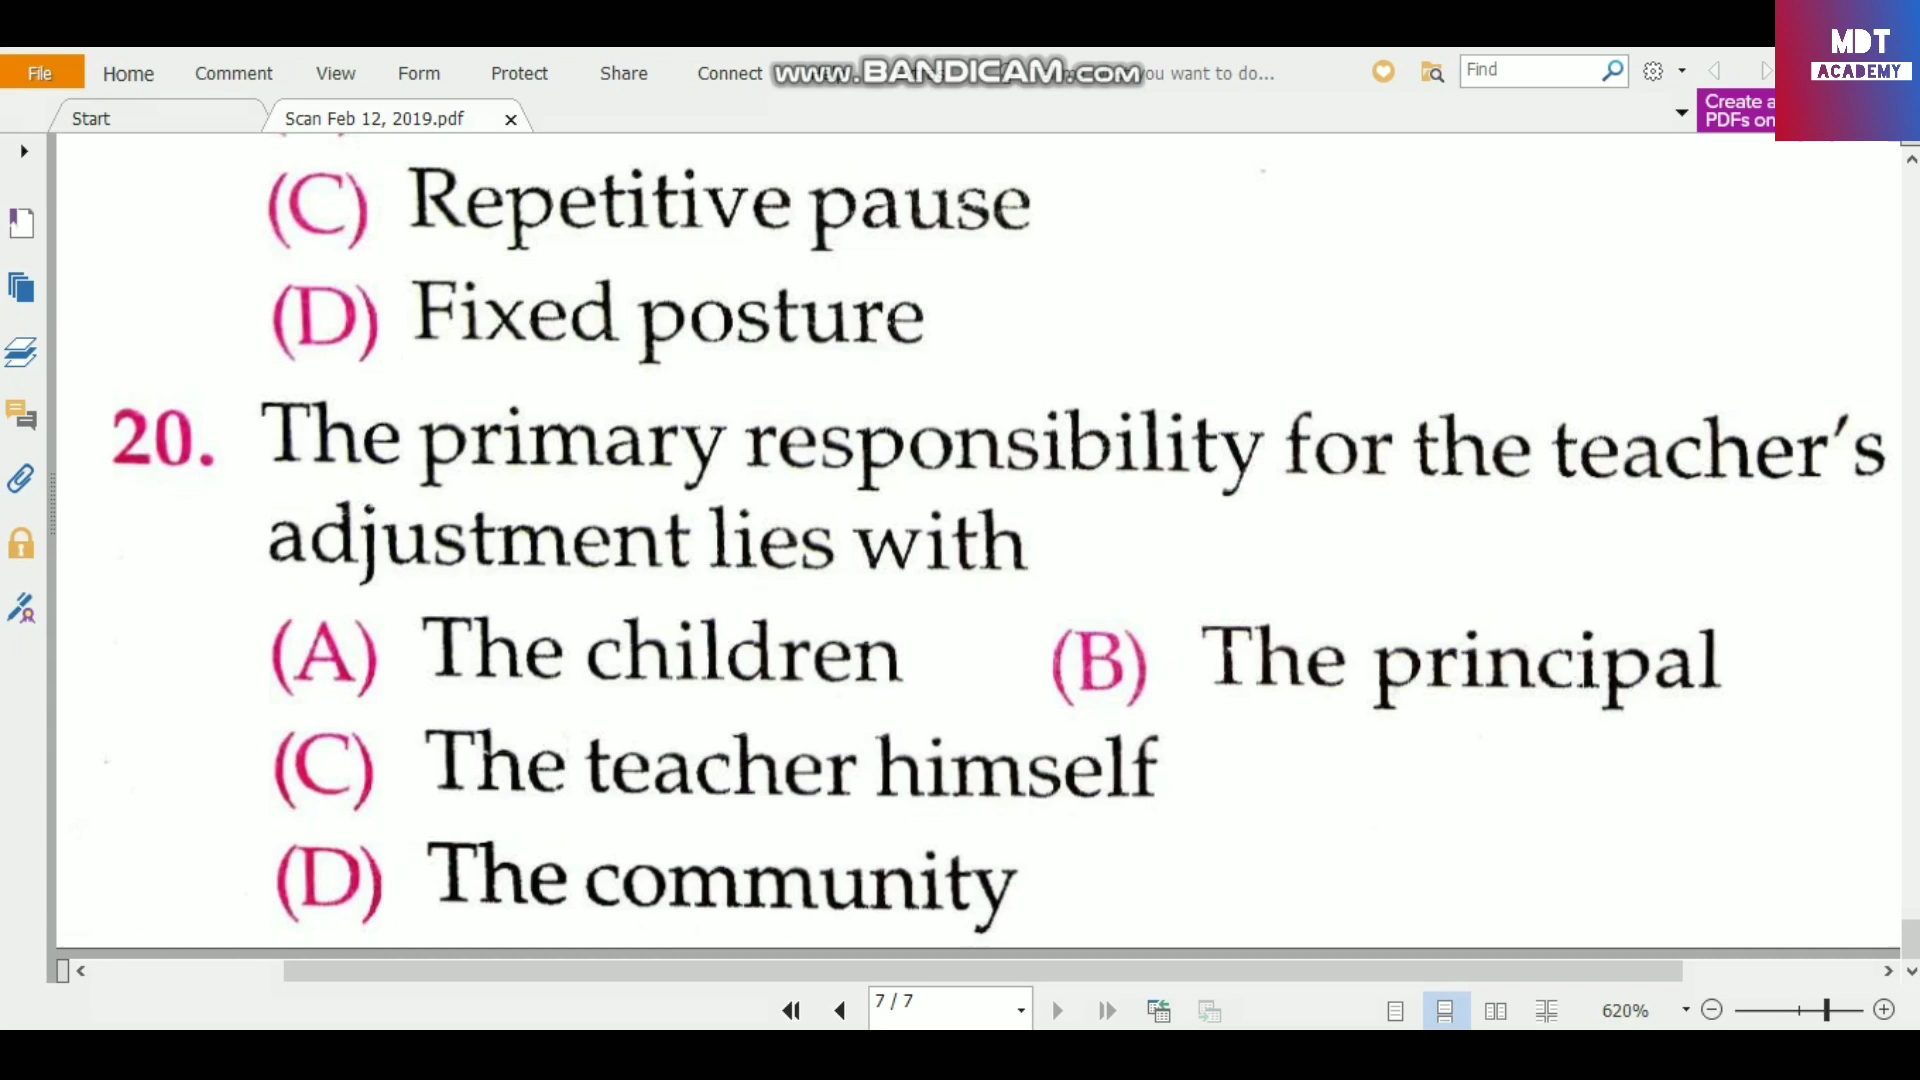 MDT
ACADEMY
File Home Comment View Form Protect Share Connect www.BANDICAM.com you want to do... Find
Create a
PDFs on
Start Scan Feb 12, 2019.pdf
(C) Repetitive pause
(D) Fixed posture
20. The primary responsibility for the teacher's
adjustment lies with
(A) The children (B) The principal
(C) The teacher himself
(D) The community
7 / 7
620%